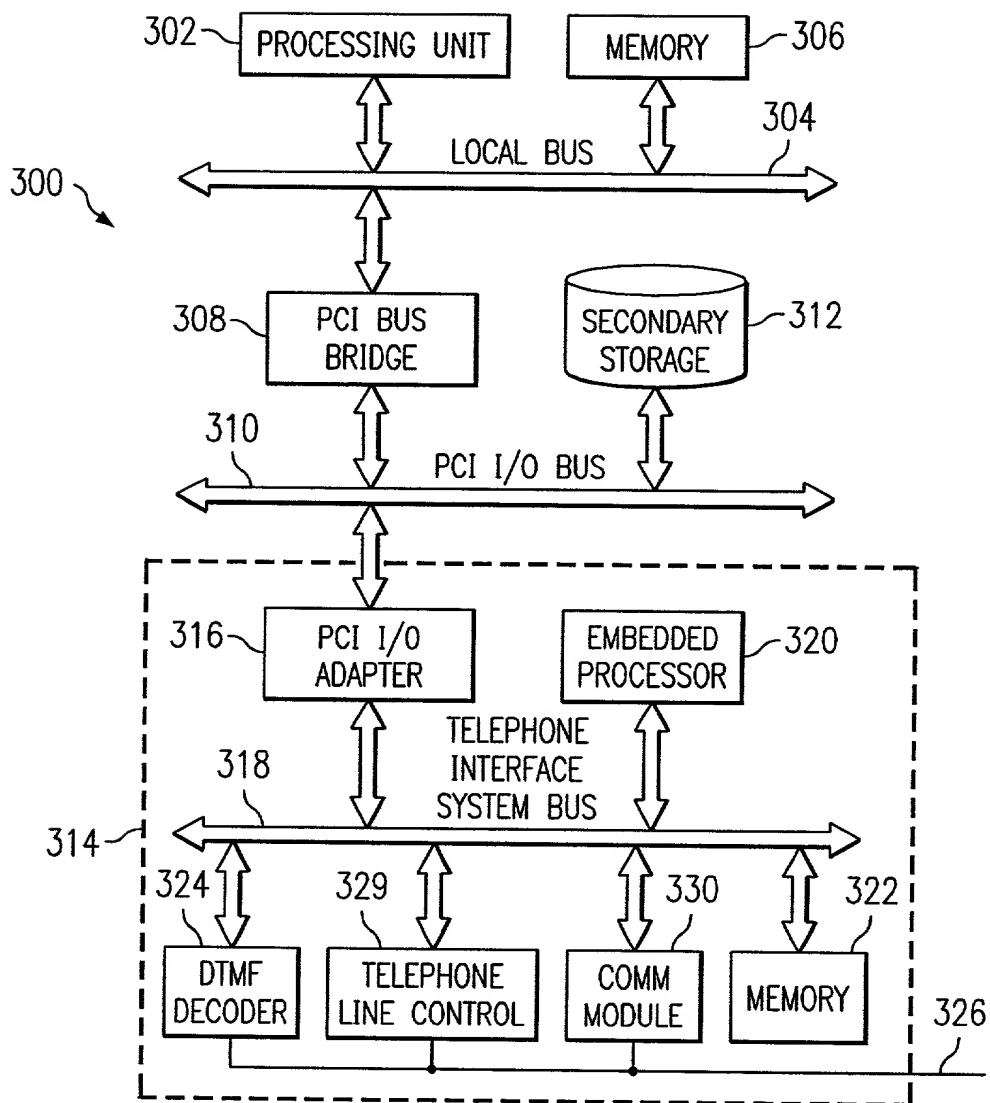 302
PROCESSING UNIT
MEMORY
306
304
LOCAL BUS
300
308
PCI BUS
BRIDGE
SECONDARY
STORAGE
312
310
PCI I/O BUS
316
PCI I/O
ADAPTER
EMBEDDED
PROCESSOR
320
TELEPHONE
INTERFACE
SYSTEM BUS
318
314
324
329
330
322
DTMF
DECODER
TELEPHONE
LINE CONTROL
COMM
MODULE
MEMORY
326